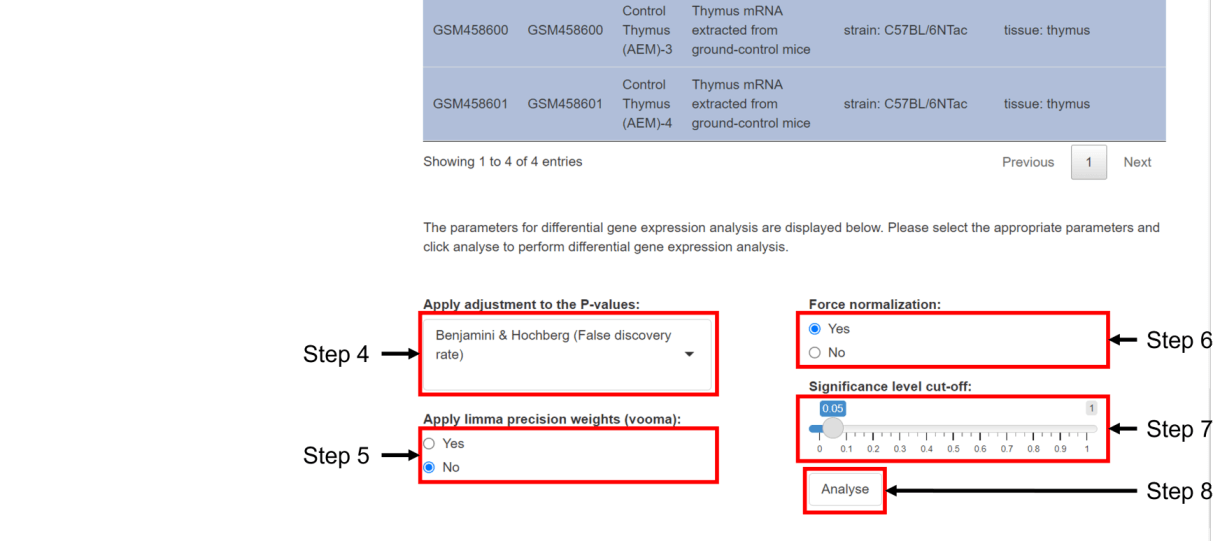 Control Thymus mRNA
GSM458600 GSM458600 Thymus extracted from strain: C57BL/6NTac tissue: thymus
(AEM)-3 ground-control mice
Control Thymus mRNA
GSM458601 GSM458601 Thymus extracted from strain: C57BL/6NTac tissue: thymus
(AEM)-4 ground-control mice
Showing 1 to 4 of 4 entries Previous 1 Next
The parameters for differential gene expression analysis are displayed below. Please select the appropriate parameters and
click analyse to perform differential gene expression analysis.
Apply adjustment to the P-values:
Benjamini & Hochberg (False discovery
rate)
Step 4
Apply limma precision weights (vooma):
Yes
No
Step 5
Force normalization:
Yes
No
Step 6
Significance level cut-off:
0.05 1
0 0.1 0.2 0.3 0.4 0.5 0.6 0.7 0.8 0.9 1
Step 7
Analyse
Step 8